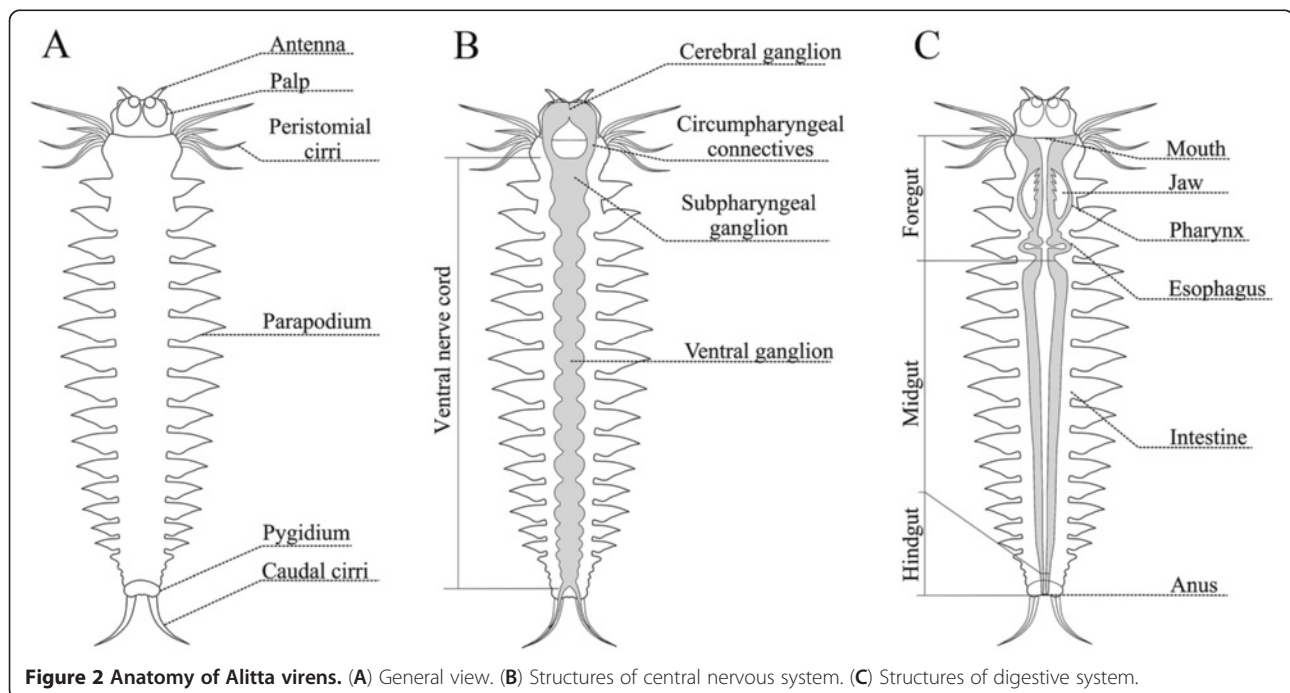 A
Antenna
Palp
Peristomial
cirri
Parapodium
Pygidium
Caudal cirri
B
Cerebral ganglion
Circumpharyngeal
connectives
Subpharyngeal
ganglion
Ventral nerve cord
Ventral ganglion
C
Mouth
Jaw
Pharynx
Esophagus
Intestine
Anus
Foregut
Midgut
Hindgut
Figure 2 Anatomy of Alitta virens. (A) General view. (B) Structures of central nervous system. (C) Structures of digestive system.